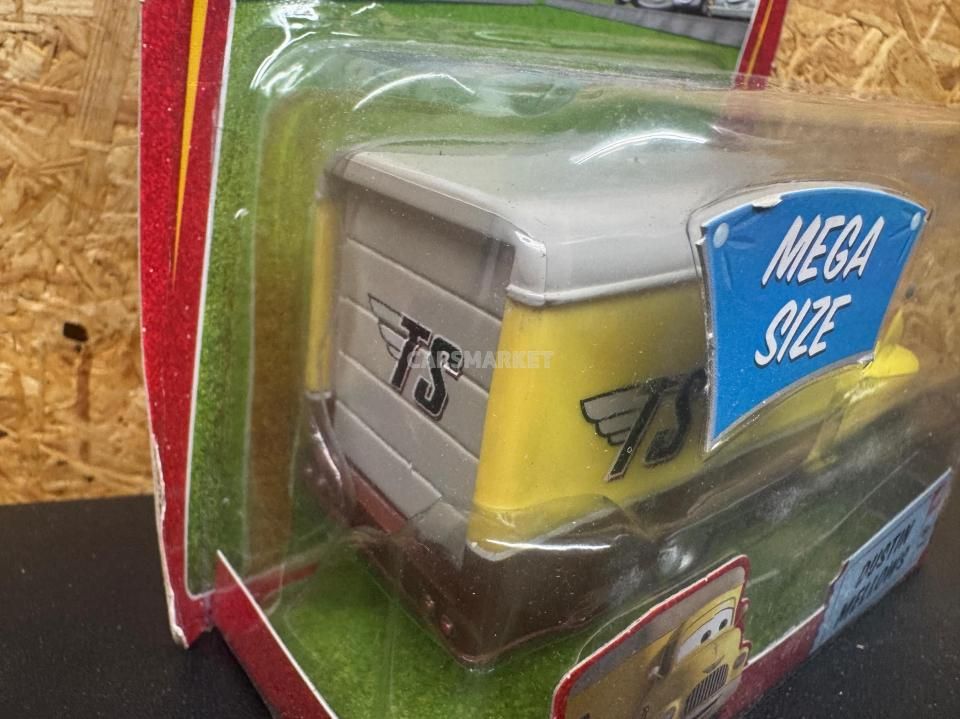 MEGA
SIZE
TS
CARSMARKET
TS
DUSTIN
MELLOWS